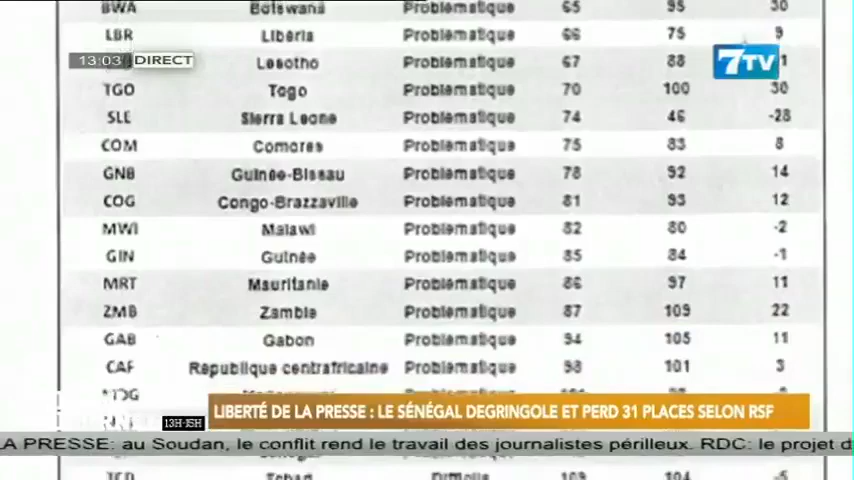 BWA Botswana Problématique 65 95 30
LBR Libéria Problématique 66 75 9
13:03 DIRECT
Lesotho Problématique 67 88
7TV
TGO Togo Problématique 70 100 30
SLE Sierra Leone Problématique 74 46 -28
COM Comores Problématique 75 83 8
GNB Guinée-Bissau Problématique 78 92 14
COG Congo-Brazzaville Problématique 81 93 12
MWI Malawi Problématique 82 80 -2
GIN Guinée Problématique 85 84 -1
MRT Mauritanie Problématique 86 97 11
ZMB Zambie Problématique 87 109 22
GAB Gabon Problématique 94 105 11
CAF République centrafricaine Problématique 98 101 3
LIBERTÉ DE LA PRESSE : LE SÉNÉGAL DEGRINGOLE ET PERD 31 PLACES SELON RSF
13H-15H
LA PRESSE: au Soudan, le conflit rend le travail des journalistes périlleux. RDC: le projet d
TCD Tchad Difficile 109 104 -5